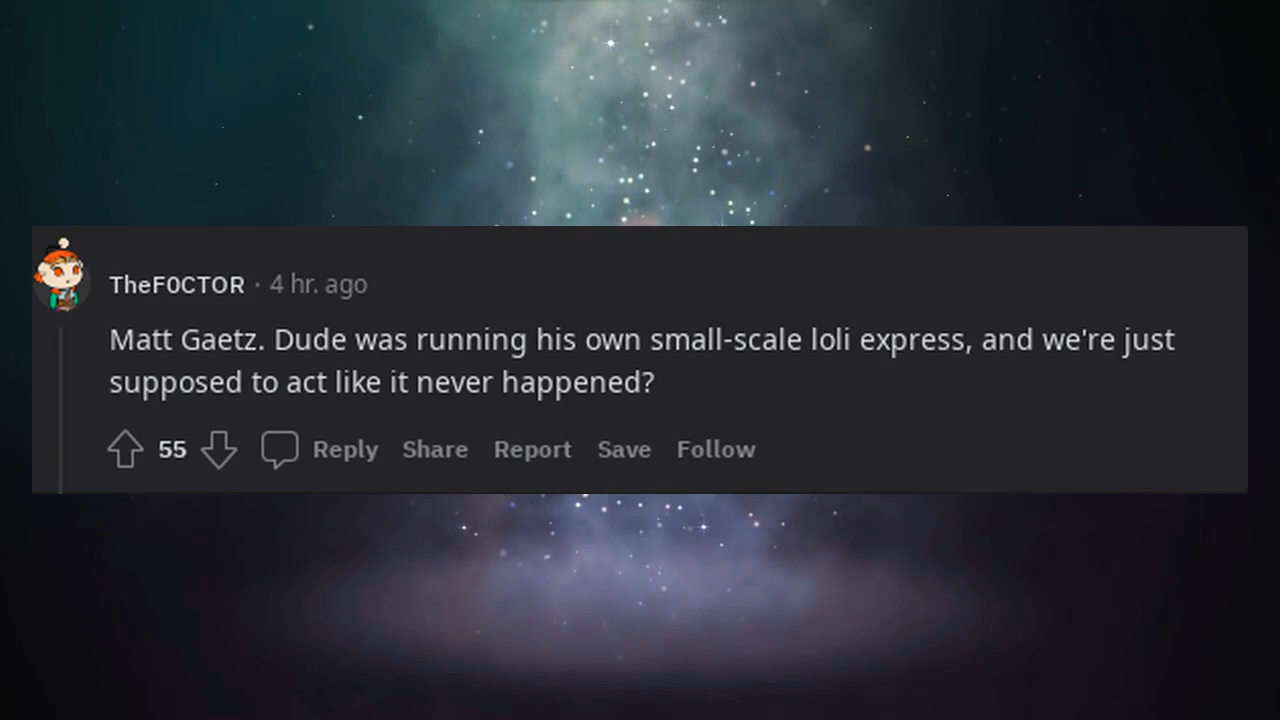 TheF0CTOR · 4 hr. ago
Matt Gaetz. Dude was running his own small-scale loli express, and we're just
supposed to act like it never happened?
55 Reply Share Report Save Follow